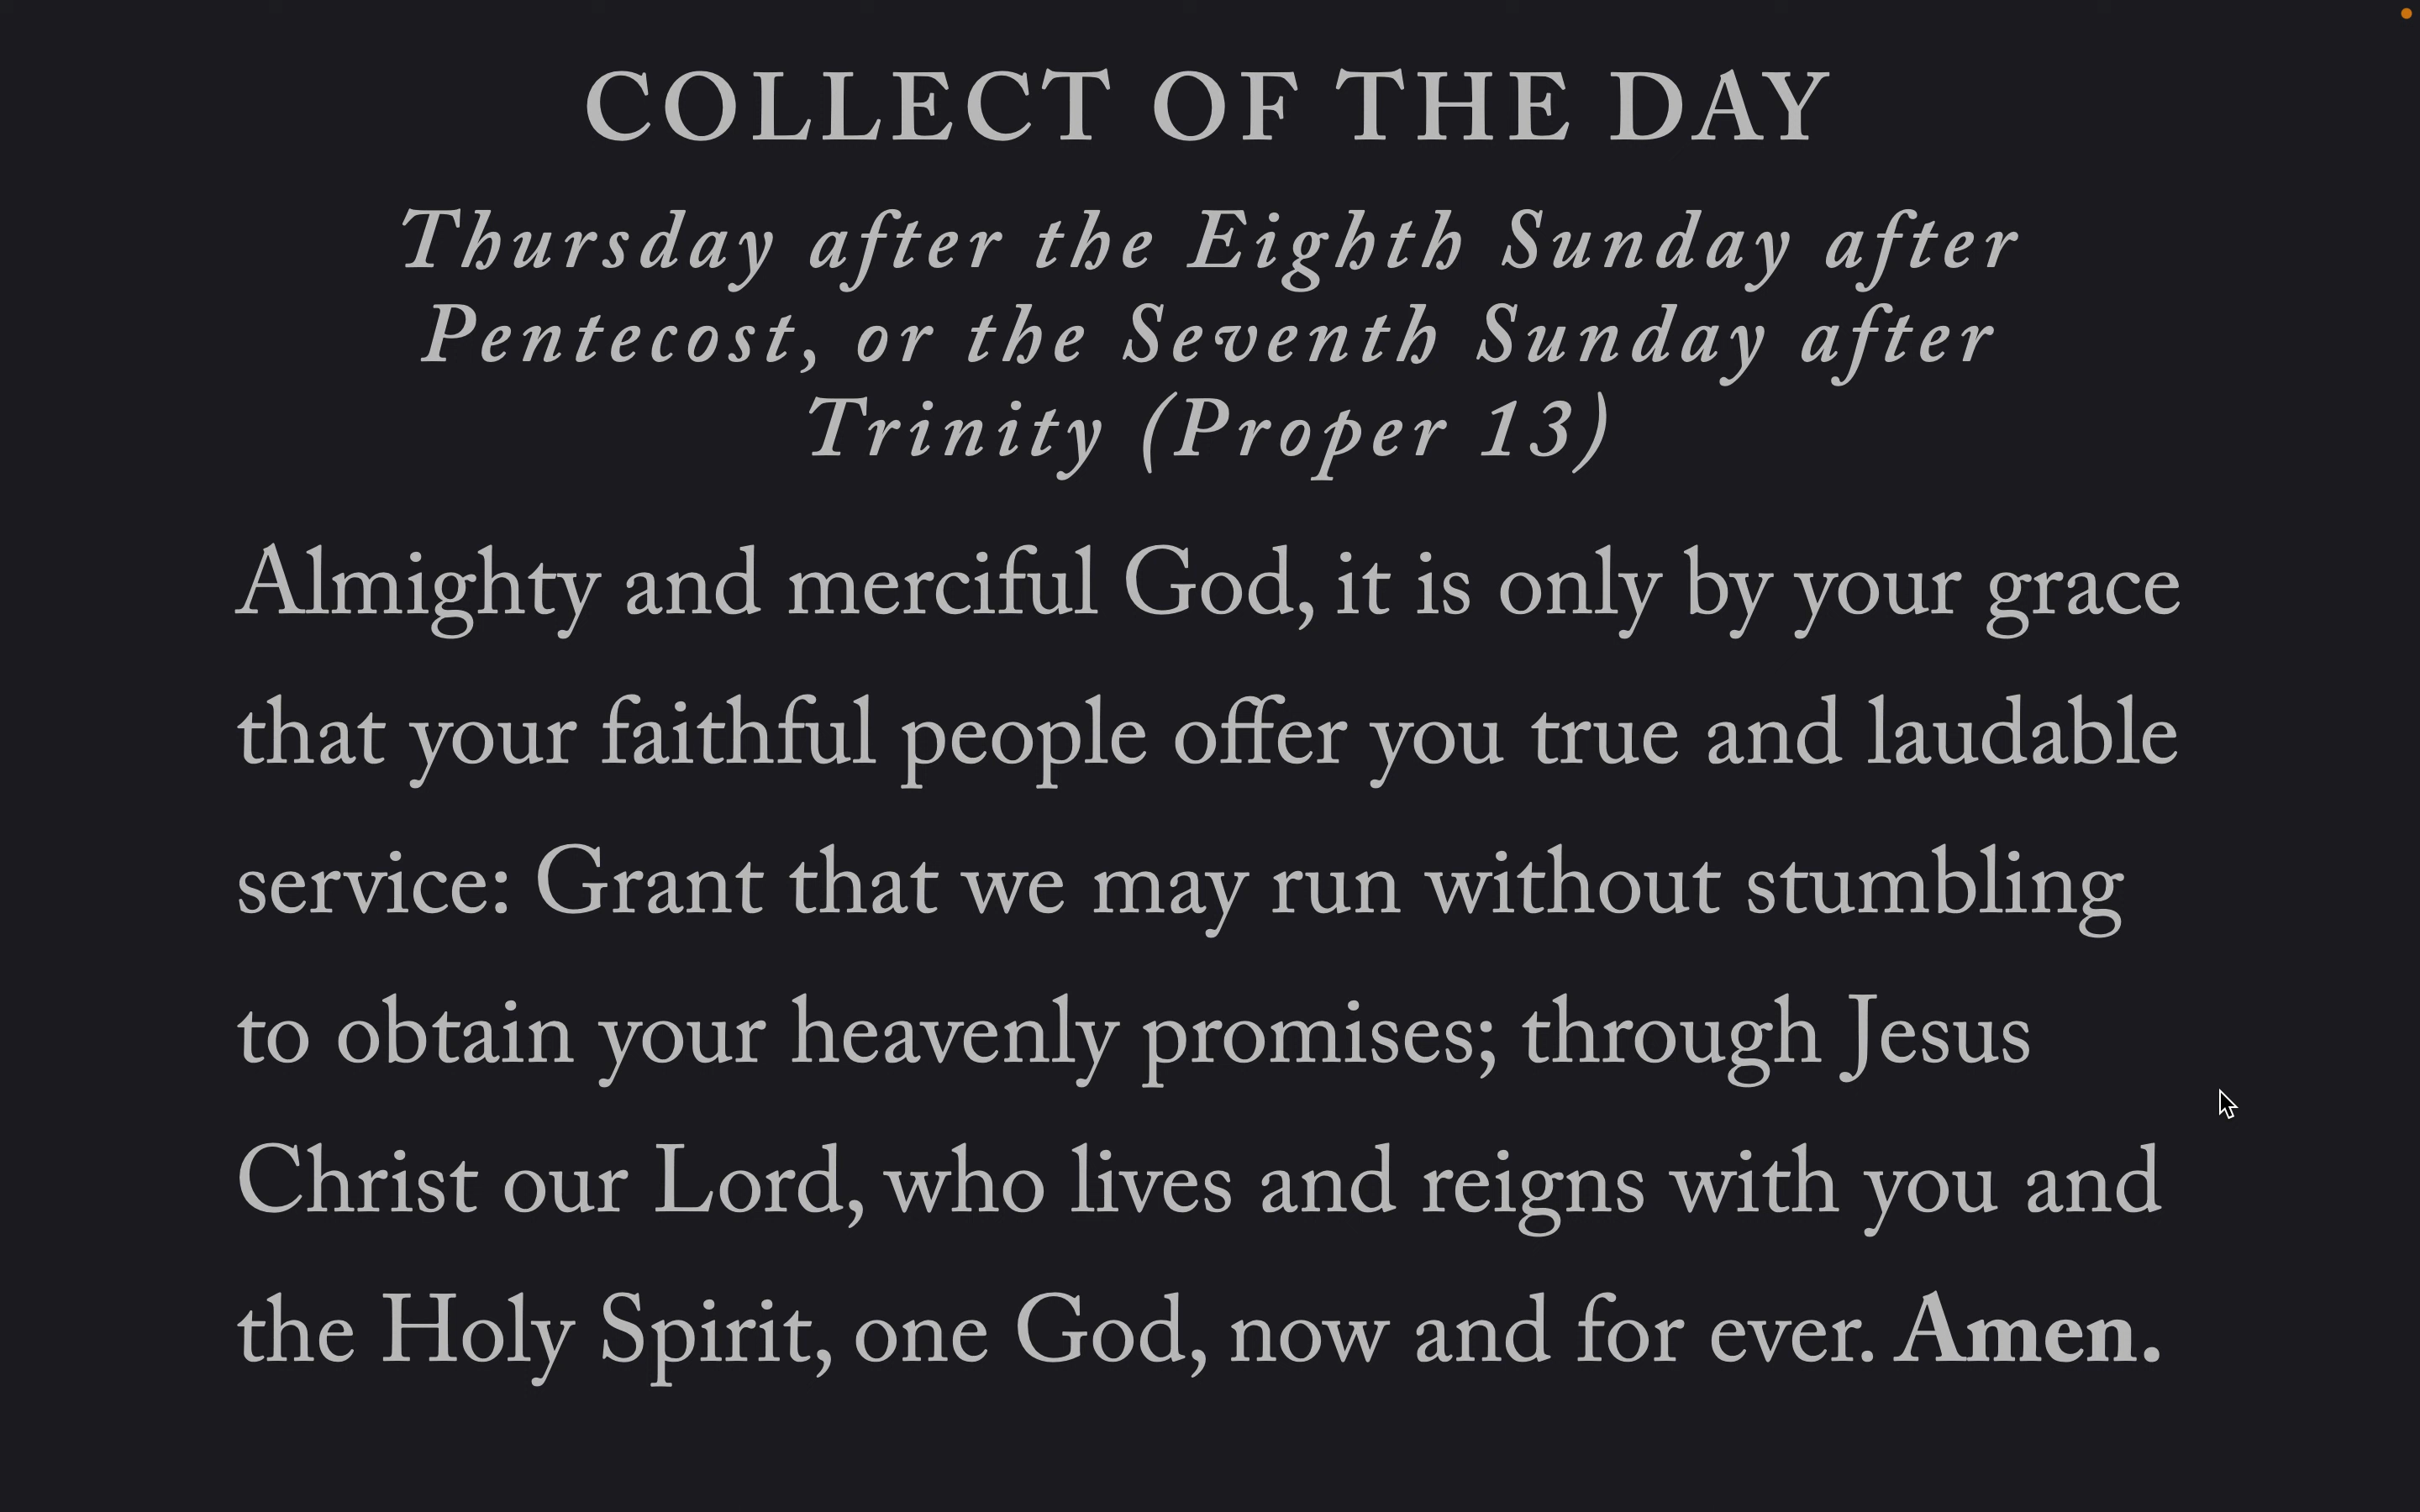 COLLECT OF THE DAY
Thursday after the Eighth Sunday after
Pentecost, or the Seventh Sunday after
Trinity (Proper 13)
Almighty and merciful God, it is only by your grace
that your faithful people offer you true and laudable
service: Grant that we may run without stumbling
to obtain your heavenly promises; through Jesus
Christ our Lord, who lives and reigns with you and
the Holy Spirit, one God, now and for ever. Amen.